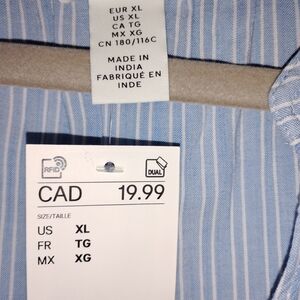 EUR XL
US XL
CA TG
MX XG
CN 180/116C
MADE IN
INDIA
FABRIQUÉ EN
INDE
RFID
DUAL
CAD 19.99
SIZE/TAILLE
US XL
FR TG
MX XG